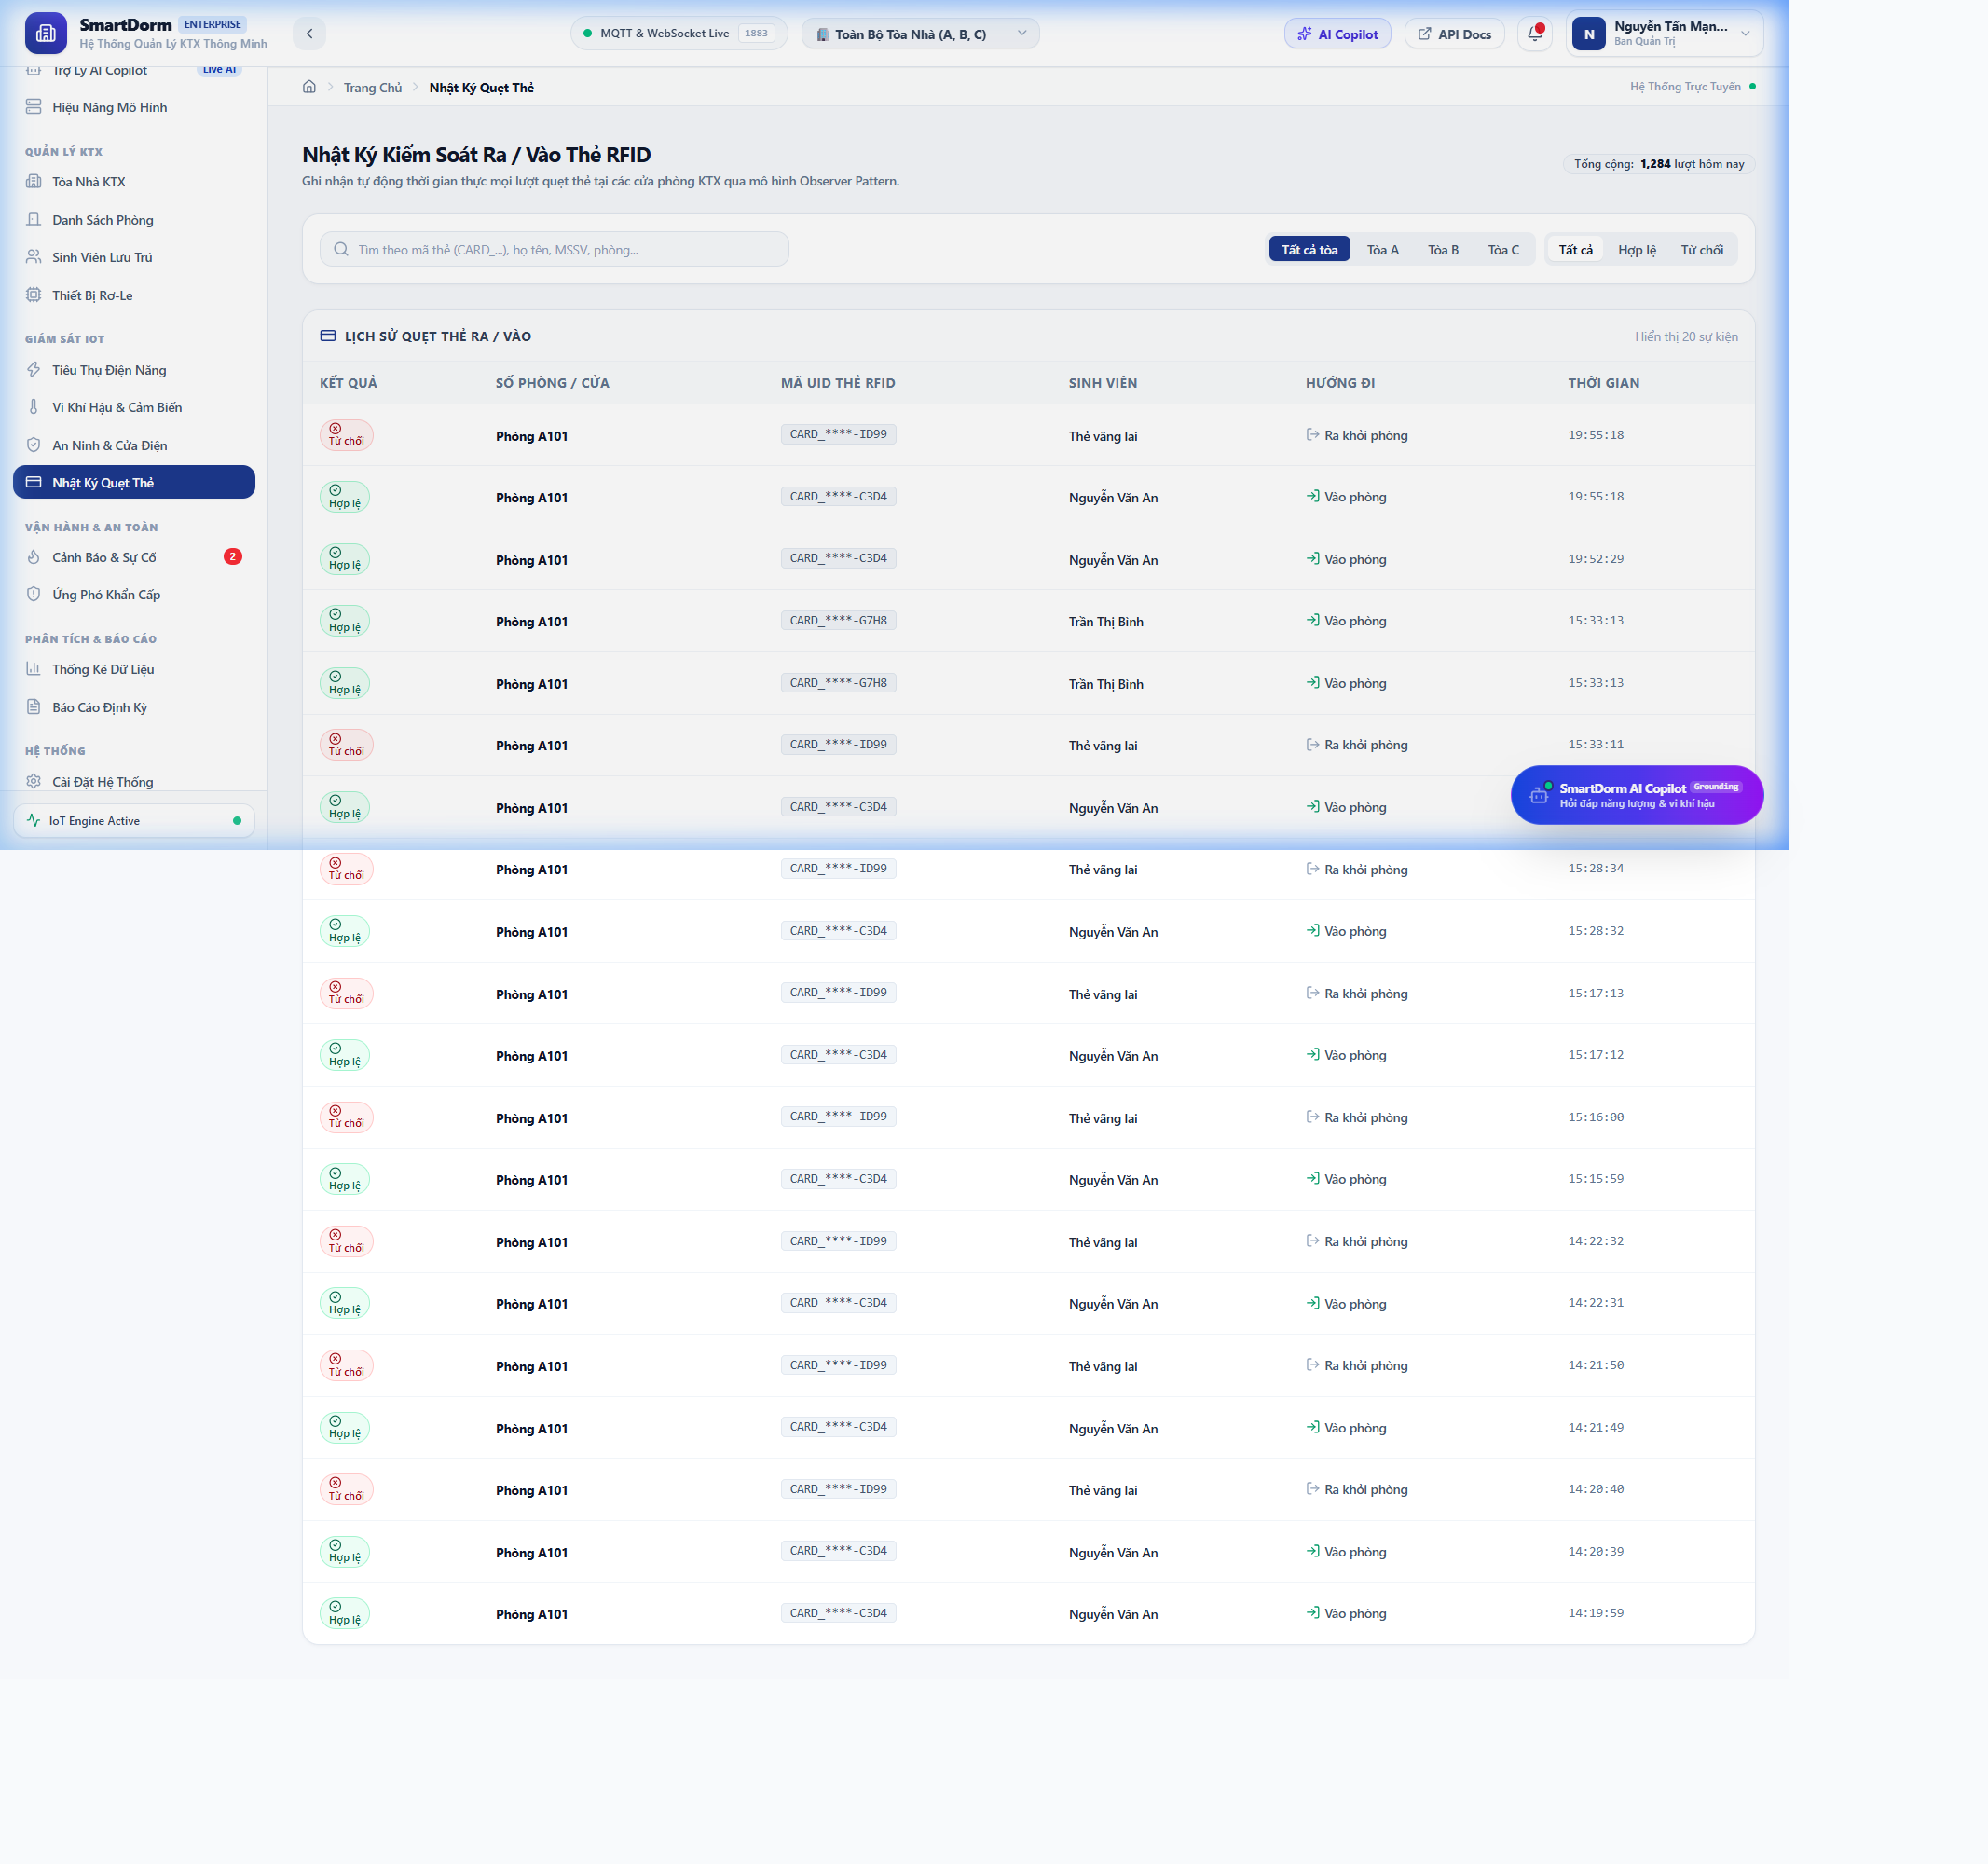 SmartDorm ENTERPRISE
Hệ Thống Quản Lý KTX Thông Minh
MQTT & WebSocket Live 1883
Toàn Bộ Tòa Nhà (A, B, C)
AI Copilot
API Docs
N
Nguyễn Tấn Mạn...
Ban Quản Trị
Trợ Lý AI Copilot Live AI
Hiệu Năng Mô Hình
QUẢN LÝ KTX
Tòa Nhà KTX
Danh Sách Phòng
Sinh Viên Lưu Trú
Thiết Bị Rơ-Le
GIÁM SÁT IOT
Tiêu Thụ Điện Năng
Vi Khí Hậu & Cảm Biến
An Ninh & Cửa Điện
Nhật Ký Quẹt Thẻ
VẬN HÀNH & AN TOÀN
Cảnh Báo & Sự Cố 2
Ứng Phó Khẩn Cấp
PHÂN TÍCH & BÁO CÁO
Thống Kê Dữ Liệu
Báo Cáo Định Kỳ
HỆ THỐNG
Cài Đặt Hệ Thống
IoT Engine Active
Trang Chủ Nhật Ký Quẹt Thẻ
Hệ Thống Trực Tuyến
Nhật Ký Kiểm Soát Ra / Vào Thẻ RFID
Ghi nhận tự động thời gian thực mọi lượt quẹt thẻ tại các cửa phòng KTX qua mô hình Observer Pattern.
Tổng cộng: 1,284 lượt hôm nay
Tìm theo mã thẻ (CARD_...), họ tên, MSSV, phòng...
Tất cả tòa Tòa A Tòa B Tòa C
Tất cả Hợp lệ Từ chối
LỊCH SỬ QUẸT THẺ RA / VÀO
Hiển thị 20 sự kiện
KẾT QUẢ SỐ PHÒNG / CỬA MÃ UID THẺ RFID SINH VIÊN HƯỚNG ĐI THỜI GIAN
Từ chối Phòng A101 CARD_****-ID99 Thẻ vãng lai Ra khỏi phòng 19:55:18
Hợp lệ Phòng A101 CARD_****-C3D4 Nguyễn Văn An Vào phòng 19:55:18
Hợp lệ Phòng A101 CARD_****-C3D4 Nguyễn Văn An Vào phòng 19:52:29
Hợp lệ Phòng A101 CARD_****-G7H8 Trần Thị Bình Vào phòng 15:33:13
Hợp lệ Phòng A101 CARD_****-G7H8 Trần Thị Bình Vào phòng 15:33:13
Từ chối Phòng A101 CARD_****-ID99 Thẻ vãng lai Ra khỏi phòng 15:33:11
Hợp lệ Phòng A101 CARD_****-C3D4 Nguyễn Văn An Vào phòng
SmartDorm AI Copilot Grounding
Hỏi đáp năng lượng & vi khí hậu
Từ chối Phòng A101 CARD_****-ID99 Thẻ vãng lai Ra khỏi phòng 15:28:34
Hợp lệ Phòng A101 CARD_****-C3D4 Nguyễn Văn An Vào phòng 15:28:32
Từ chối Phòng A101 CARD_****-ID99 Thẻ vãng lai Ra khỏi phòng 15:17:13
Hợp lệ Phòng A101 CARD_****-C3D4 Nguyễn Văn An Vào phòng 15:17:12
Từ chối Phòng A101 CARD_****-ID99 Thẻ vãng lai Ra khỏi phòng 15:16:00
Hợp lệ Phòng A101 CARD_****-C3D4 Nguyễn Văn An Vào phòng 15:15:59
Từ chối Phòng A101 CARD_****-ID99 Thẻ vãng lai Ra khỏi phòng 14:22:32
Hợp lệ Phòng A101 CARD_****-C3D4 Nguyễn Văn An Vào phòng 14:22:31
Từ chối Phòng A101 CARD_****-ID99 Thẻ vãng lai Ra khỏi phòng 14:21:50
Hợp lệ Phòng A101 CARD_****-C3D4 Nguyễn Văn An Vào phòng 14:21:49
Từ chối Phòng A101 CARD_****-ID99 Thẻ vãng lai Ra khỏi phòng 14:20:40
Hợp lệ Phòng A101 CARD_****-C3D4 Nguyễn Văn An Vào phòng 14:20:39
Hợp lệ Phòng A101 CARD_****-C3D4 Nguyễn Văn An Vào phòng 14:19:59